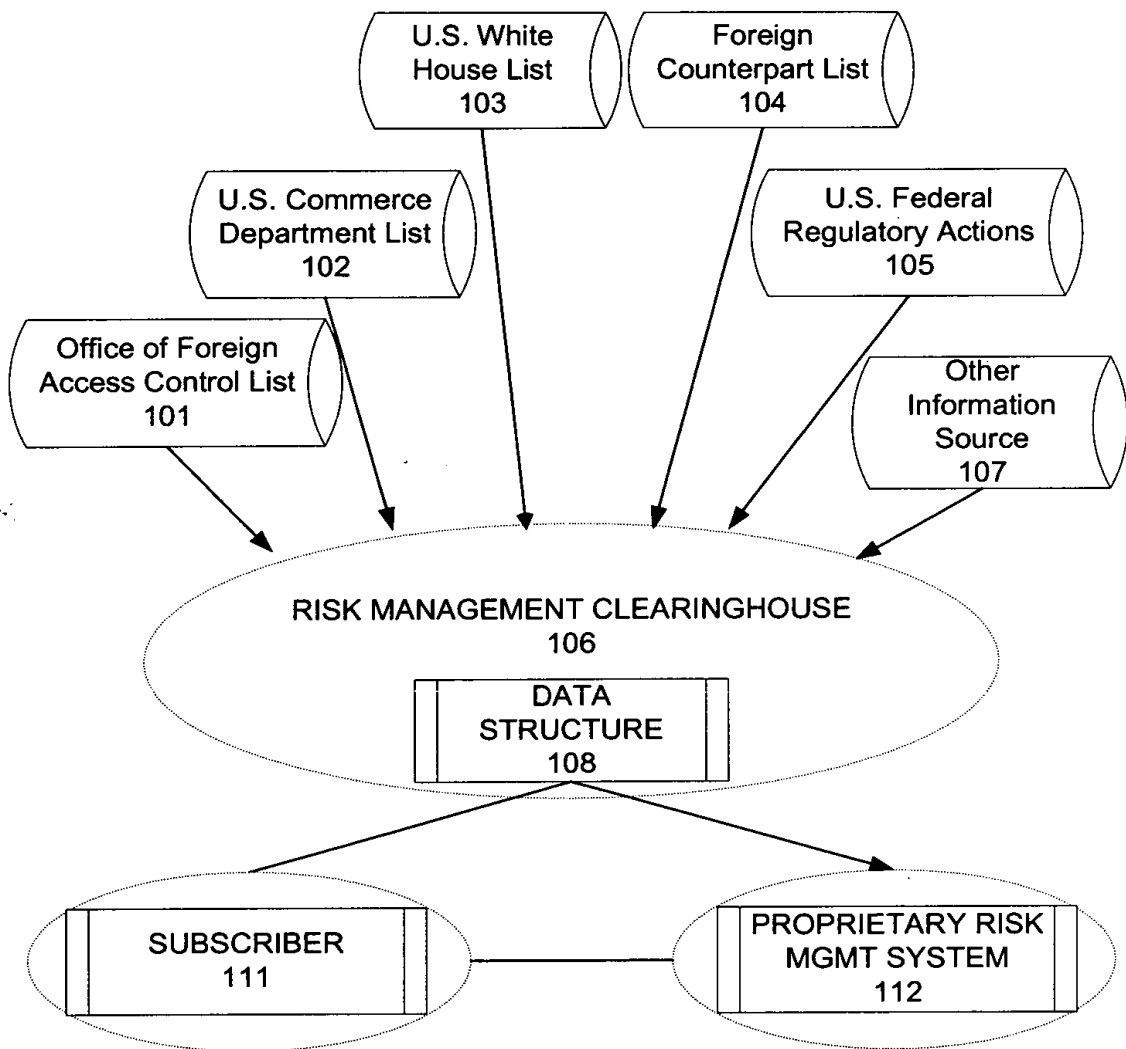 U.S. White
House List
103
Foreign
Counterpart List
104
U.S. Commerce
Department List
102
U.S. Federal
Regulatory Actions
105
Office of Foreign
Access Control List
101
Other
Information
Source
107
RISK MANAGEMENT CLEARINGHOUSE
106
DATA
STRUCTURE
108
SUBSCRIBER
111
PROPRIETARY RISK
MGMT SYSTEM
112